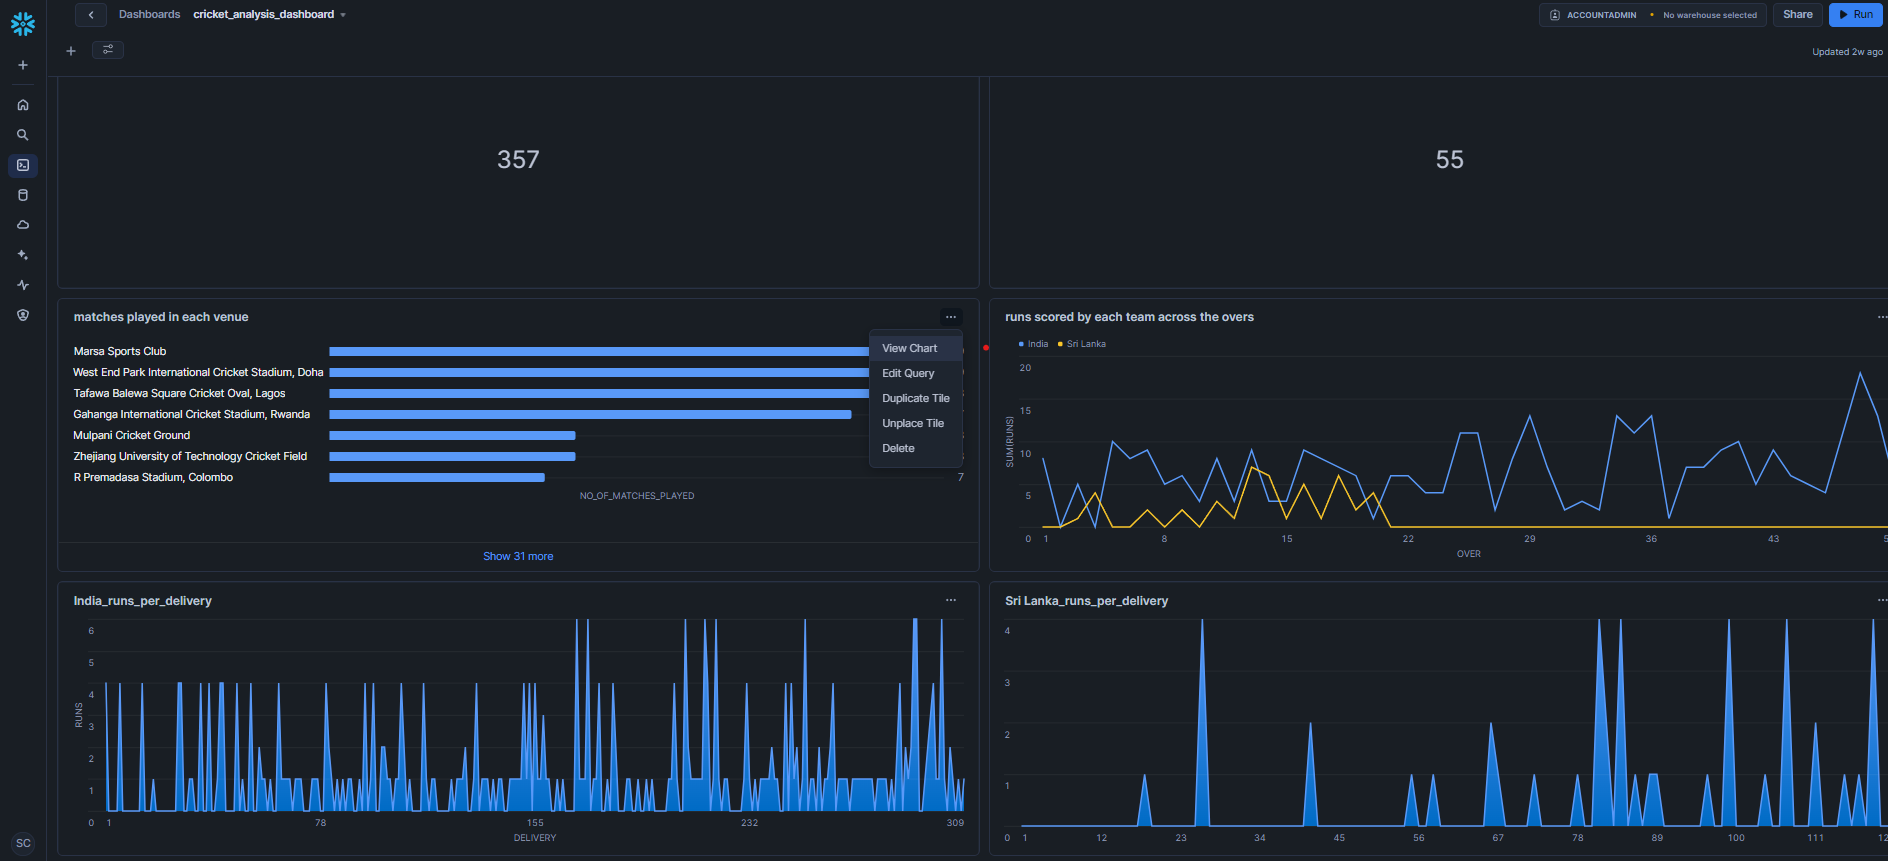 Dashboards cricket_analysis_dashboard
ACCOUNTADMIN • No warehouse selected
Share
Run
Updated 2w ago
357
55
matches played in each venue
Marsa Sports Club
West End Park International Cricket Stadium, Doha
Tafawa Balewa Square Cricket Oval, Lagos
Gahanga International Cricket Stadium, Rwanda
Mulpani Cricket Ground
Zhejiang University of Technology Cricket Field
R Premadasa Stadium, Colombo
7
NO_OF_MATCHES_PLAYED
Show 31 more
View Chart
Edit Query
Duplicate Tile
Unplace Tile
Delete
runs scored by each team across the overs
India Sri Lanka
SUM(RUNS)
20
15
10
5
0 1 8 15 22 29 36 43
OVER
India_runs_per_delivery
RUNS
6
5
4
3
2
1
0 1 78 155 232 309
DELIVERY
Sri Lanka_runs_per_delivery
4
3
2
1
0 1 12 23 34 45 56 67 78 89 100 111
SC